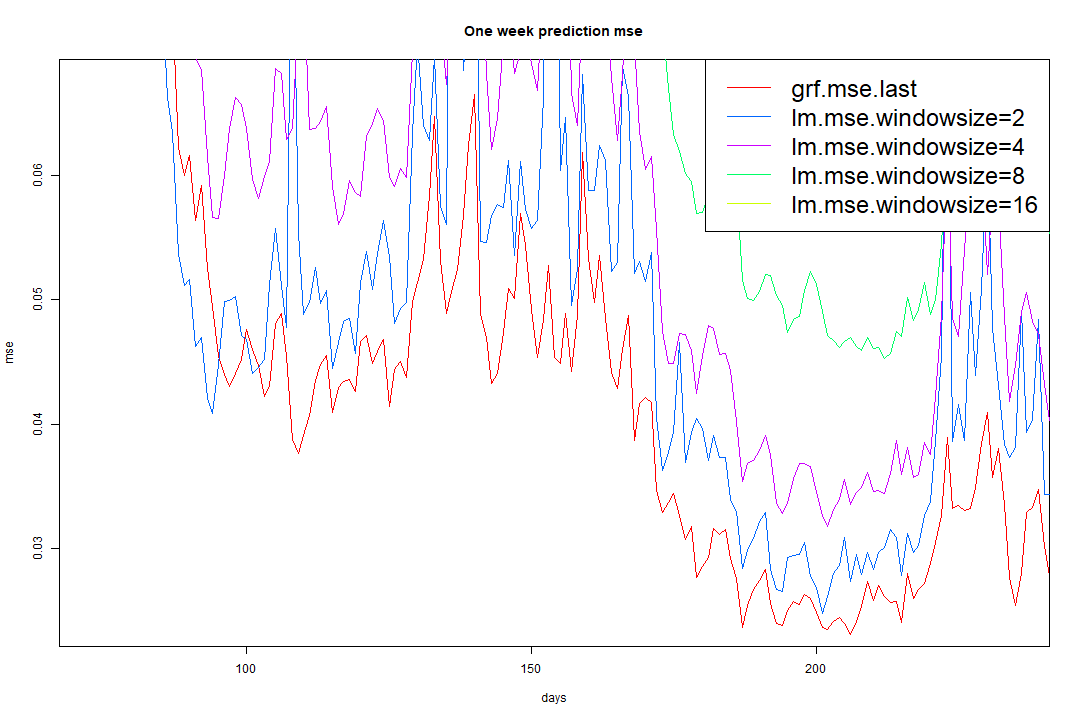 One week prediction mse
grf.mse.last
lm.mse.windowsize=2
lm.mse.windowsize=4
lm.mse.windowsize=8
lm.mse.windowsize=16
0.06
0.05
0.04
0.03
mse
100 150 200
days